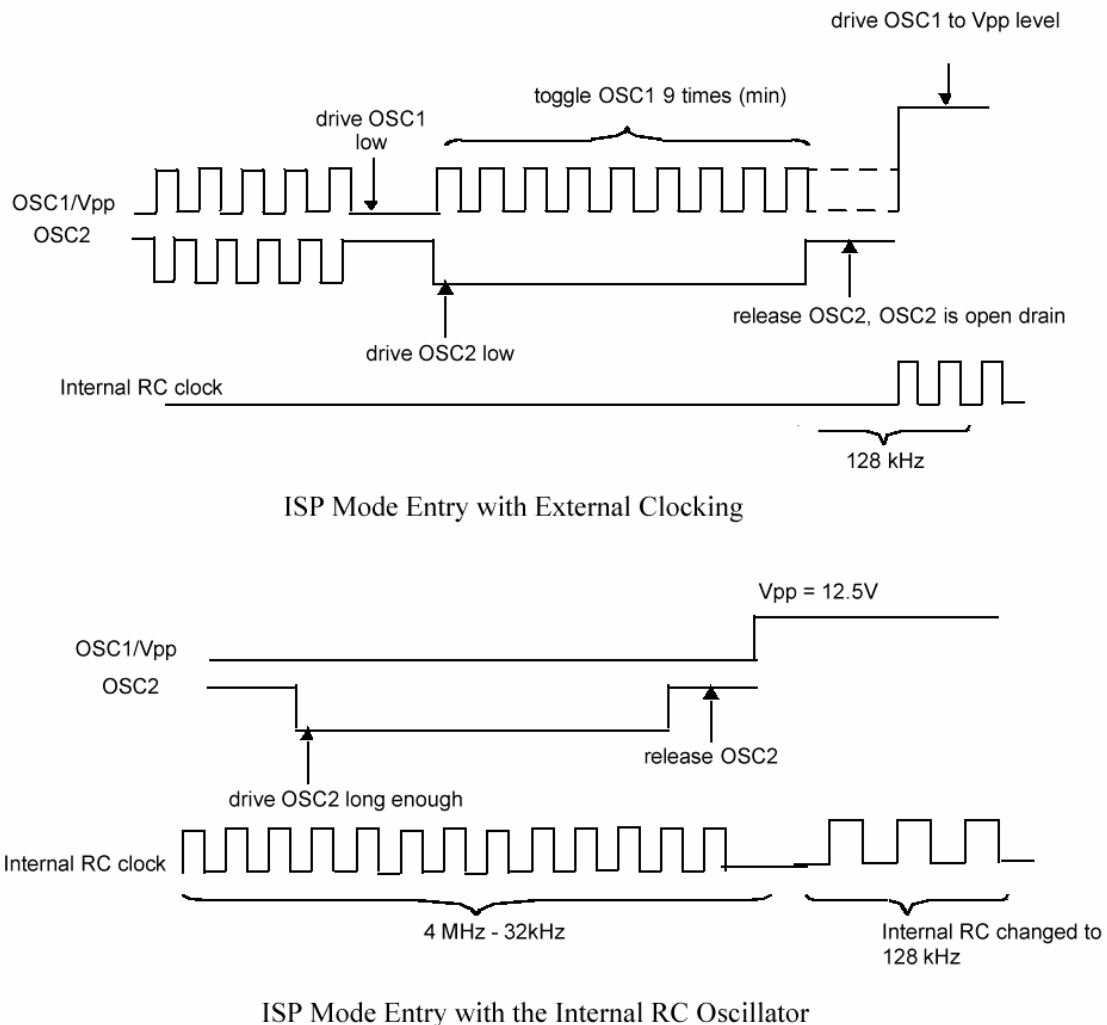 drive OSC1 to Vpp level
toggle OSC1 9 times (min)
drive OSC1
low
OSC1/Vpp
OSC2
release OSC2, OSC2 is open drain
drive OSC2 low
Internal RC clock
128 kHz
ISP Mode Entry with External Clocking
Vpp = 12.5V
OSC1/Vpp
OSC2
release OSC2
drive OSC2 long enough
Internal RC clock
4 MHz - 32kHz
Internal RC changed to
128 kHz
ISP Mode Entry with the Internal RC Oscillator